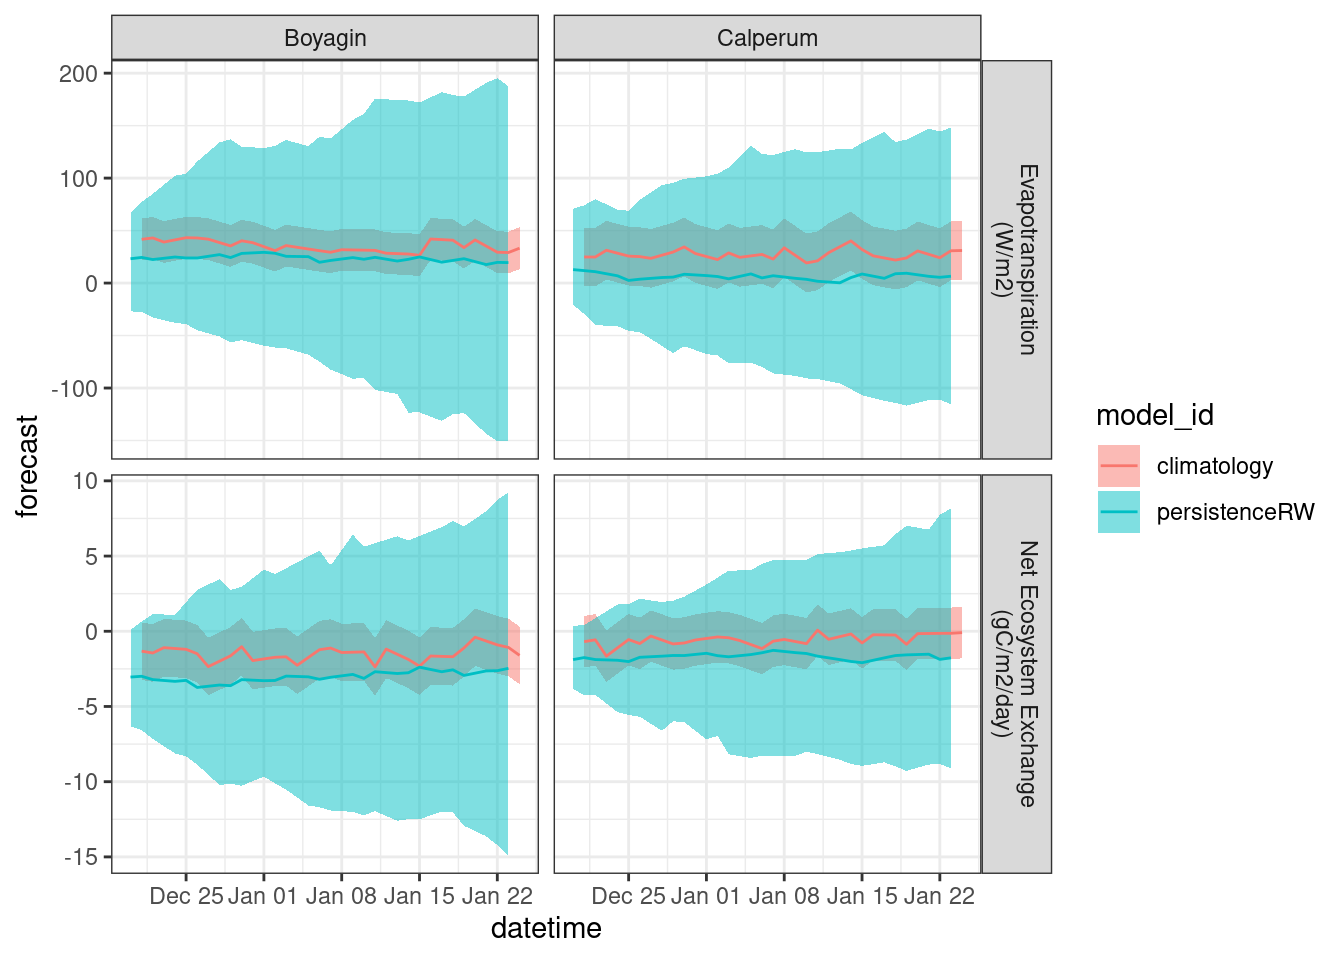 Boyagin
Calperum
200
100
0
-100
Evapotranspiration
(W/m2)
10
5
0
-5
-10
-15
Net Ecosystem Exchange
(gC/m2/day)
Dec 25 Jan 01 Jan 08 Jan 15 Jan 22
Dec 25 Jan 01 Jan 08 Jan 15 Jan 22
datetime
forecast
model_id
climatology
persistenceRW